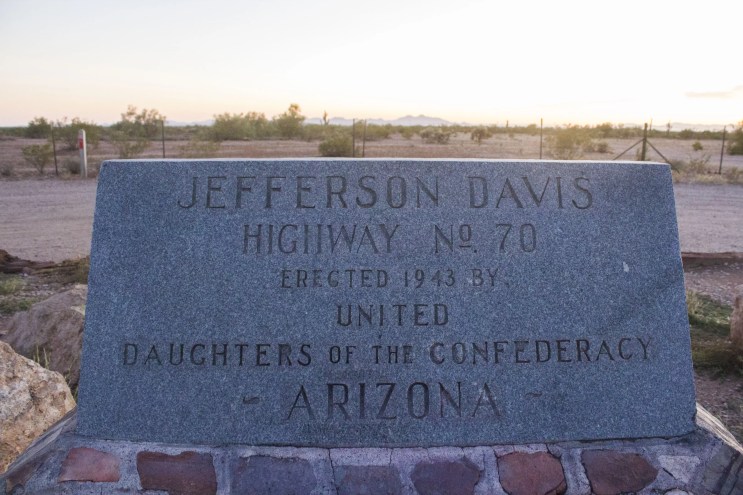 JEFFERSON DAVIS
HIGHWAY Nº. 70
ERECTED 1943 BY
UNITED
DAUGHTERS OF THE CONFEDERACY
- ARIZONA -